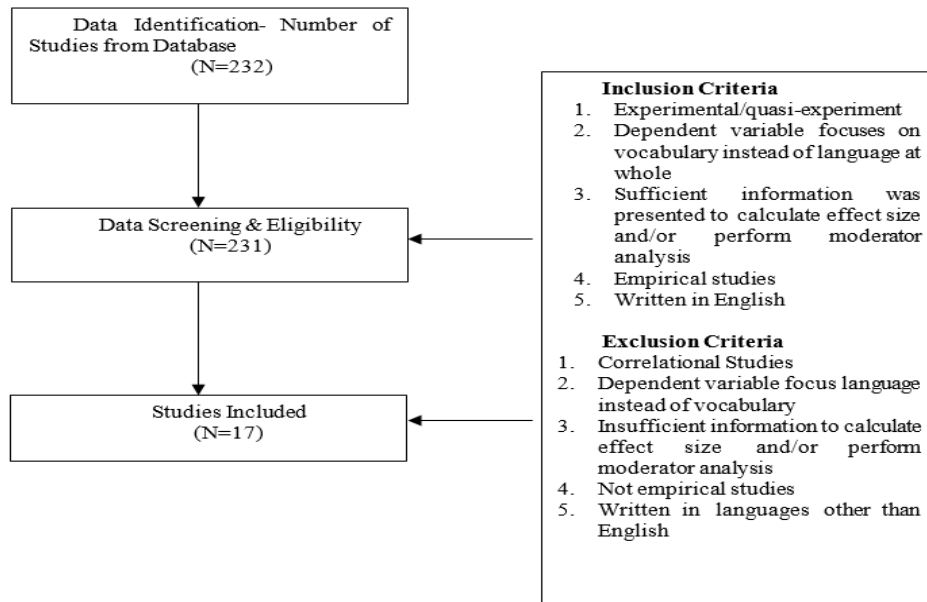 Data Identification- Number of
Studies from Database
(N=232)
Data Screening & Eligibility
(N=231)
Studies Included
(N=17)
Inclusion Criteria
1. Experimental/quasi-experiment
2. Dependent variable focuses on
vocabulary instead of language at
whole
3. Sufficient information was
presented to calculate effect size
and/or perform moderator
analysis
4. Empirical studies
5. Written in English
Exclusion Criteria
1. Correlational Studies
2. Dependent variable focus language
instead of vocabulary
3. Insufficient information to calculate
effect size and/or perform
moderator analysis
4. Not empirical studies
5. Written in languages other than
English